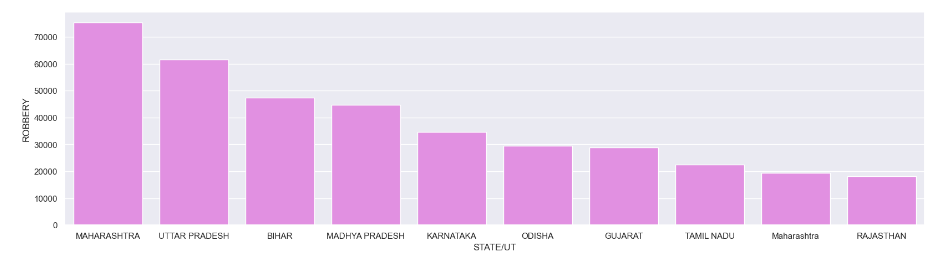 70000
60000
50000
40000
30000
20000
10000
0
ROBBERY
MAHARASHTRA UTTAR PRADESH BIHAR MADHYA PRADESH KARNATAKA ODISHA GUJARAT TAMIL NADU Maharashtra RAJASTHAN
STATE/UT